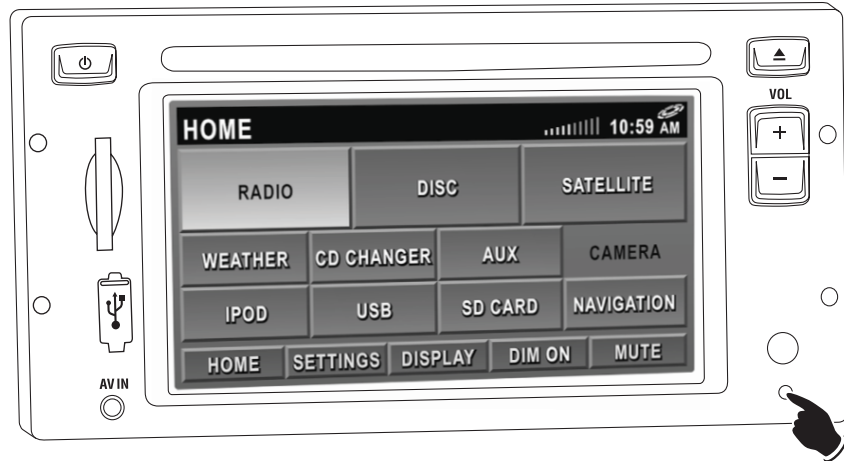 VOL
HOME 10:59 AM
RADIO DISC SATELLITE
WEATHER CD CHANGER AUX CAMERA
IPOD USB SD CARD NAVIGATION
HOME SETTINGS DISPLAY DIM ON MUTE
AV IN